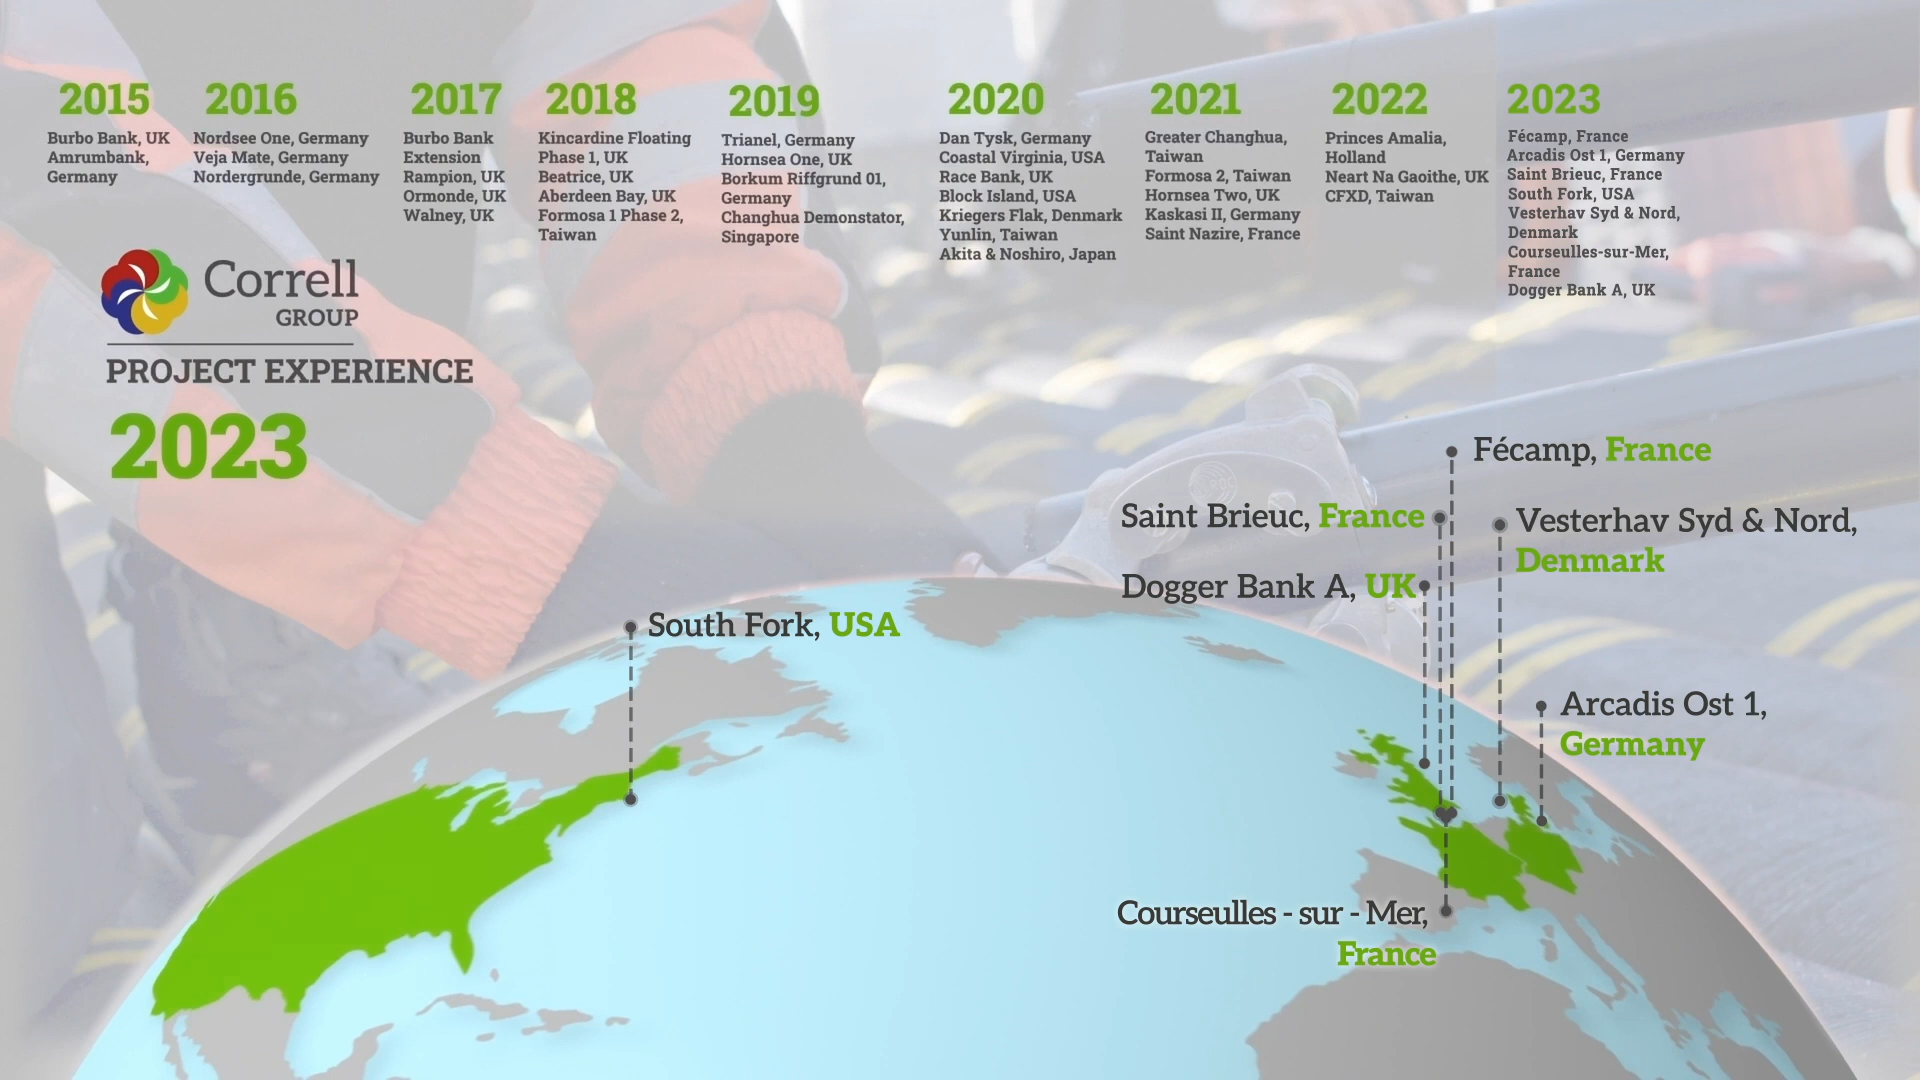 2015
Burbo Bank, UK
Amrumbank,
Germany
2016
Nordsee One, Germany
Veja Mate, Germany
Nordergrunde, Germany
2017
Burbo Bank
Extension
Rampion, UK
Ormonde, UK
Walney, UK
2018
Kincardine Floating
Phase 1, UK
Beatrice, UK
Aberdeen Bay, UK
Formosa 1 Phase 2,
Taiwan
2019
Trianel, Germany
Hornsea One, UK
Borkum Riffgrund 01,
Germany
Changhua Demonstator,
Singapore
2020
Dan Tysk, Germany
Coastal Virginia, USA
Race Bank, UK
Block Island, USA
Kriegers Flak, Denmark
Yunlin, Taiwan
Akita & Noshiro, Japan
2021
Greater Changhua,
Taiwan
Formosa 2, Taiwan
Hornsea Two, UK
Kaskasi II, Germany
Saint Nazire, France
2022
Princes Amalia,
Holland
Neart Na Gaoithe, UK
CFXD, Taiwan
2023
Fécamp, France
Arcadis Ost 1, Germany
Saint Brieuc, France
South Fork, USA
Vesterhav Syd & Nord,
Denmark
Courseulles-sur-Mer,
France
Dogger Bank A, UK
Correll
GROUP
PROJECT EXPERIENCE
2023
Fécamp, France
Saint Brieuc, France
Vesterhav Syd & Nord,
Denmark
Dogger Bank A, UK
South Fork, USA
Arcadis Ost 1,
Germany
Courseulles - sur - Mer,
France